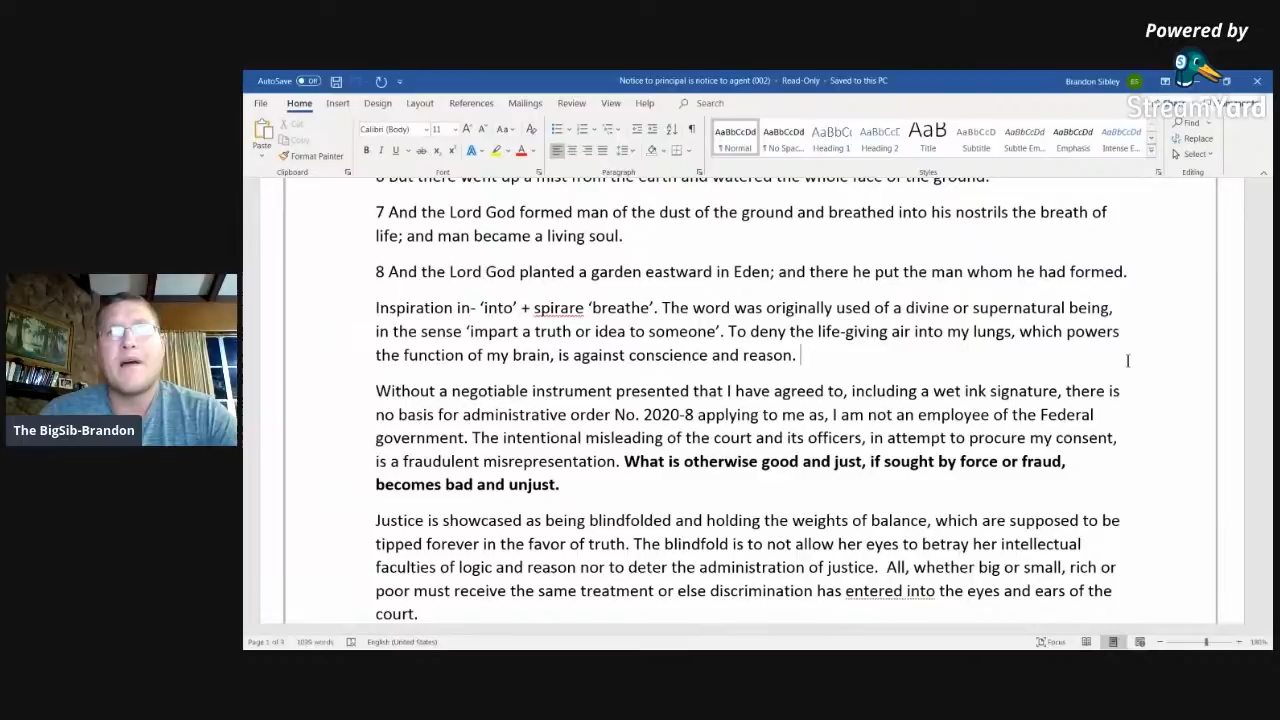 Powered by
StreamYard
AutoSave Off
Notice to principal is notice to agent (002) - Read-Only - Saved to this PC
Brandon Sibley BS
File Home Insert Design Layout References Mailings Review View Help Search
Paste
Cut
Copy
Format Painter
Clipboard
Calibri (Body) 11
Font
Paragraph
AaBbCcDd AaBbCcDd AaBbCc AaBbCcD AaB AaBbCcD AaBbCcDd AaBbCcDd AaBbCcDd
¶ Normal ¶ No Spac... Heading 1 Heading 2 Title Subtitle Subtle Em... Emphasis Intense E...
Styles
Find
Replace
Select
Editing
6 But there went up a mist from the earth and watered the whole face of the ground.
7 And the Lord God formed man of the dust of the ground and breathed into his nostrils the breath of
life; and man became a living soul.
8 And the Lord God planted a garden eastward in Eden; and there he put the man whom he had formed.
Inspiration in- ‘into’ + spirare ‘breathe’. The word was originally used of a divine or supernatural being,
in the sense ‘impart a truth or idea to someone’. To deny the life-giving air into my lungs, which powers
the function of my brain, is against conscience and reason.
Without a negotiable instrument presented that I have agreed to, including a wet ink signature, there is
no basis for administrative order No. 2020-8 applying to me as, I am not an employee of the Federal
government. The intentional misleading of the court and its officers, in attempt to procure my consent,
is a fraudulent misrepresentation. What is otherwise good and just, if sought by force or fraud,
becomes bad and unjust.
Justice is showcased as being blindfolded and holding the weights of balance, which are supposed to be
tipped forever in the favor of truth. The blindfold is to not allow her eyes to betray her intellectual
faculties of logic and reason nor to deter the administration of justice. All, whether big or small, rich or
poor must receive the same treatment or else discrimination has entered into the eyes and ears of the
court.
The BigSib-Brandon
Page 1 of 3 1035 words English (United States)
Focus
180%